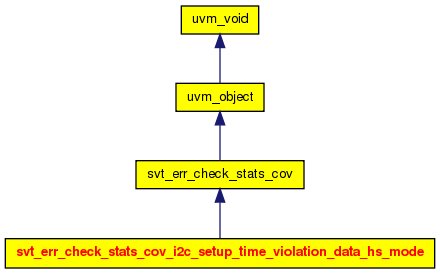 uvm_void
uvm_object
svt_err_check_stats_cov
svt_err_check_stats_cov_i2c_setup_time_violation_data_hs_mode